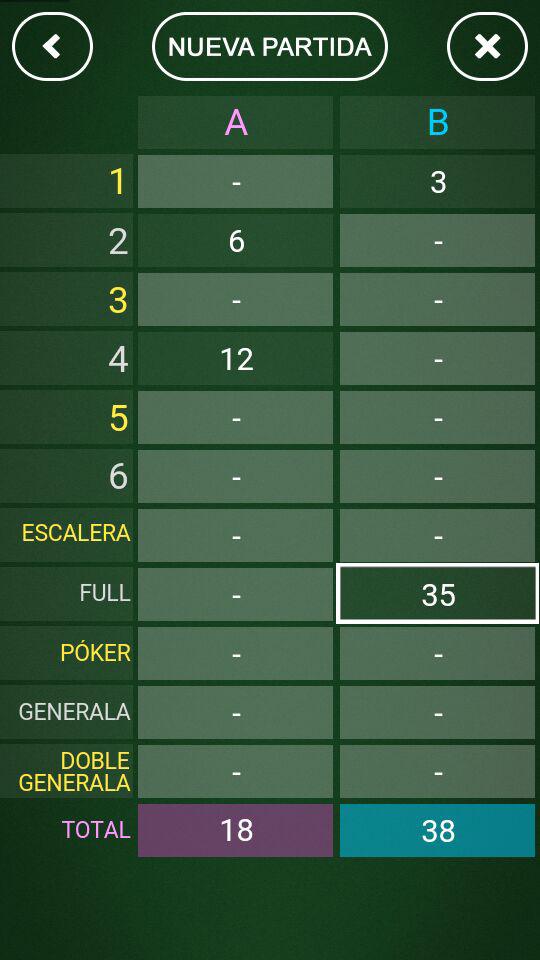 NUEVA PARTIDA
A B
1 - 3
2 6 -
3 - -
4 12 -
5 - -
6 - -
ESCALERA - -
FULL - 35
PÓKER - -
GENERALA - -
DOBLE
GENERALA - -
TOTAL 18 38